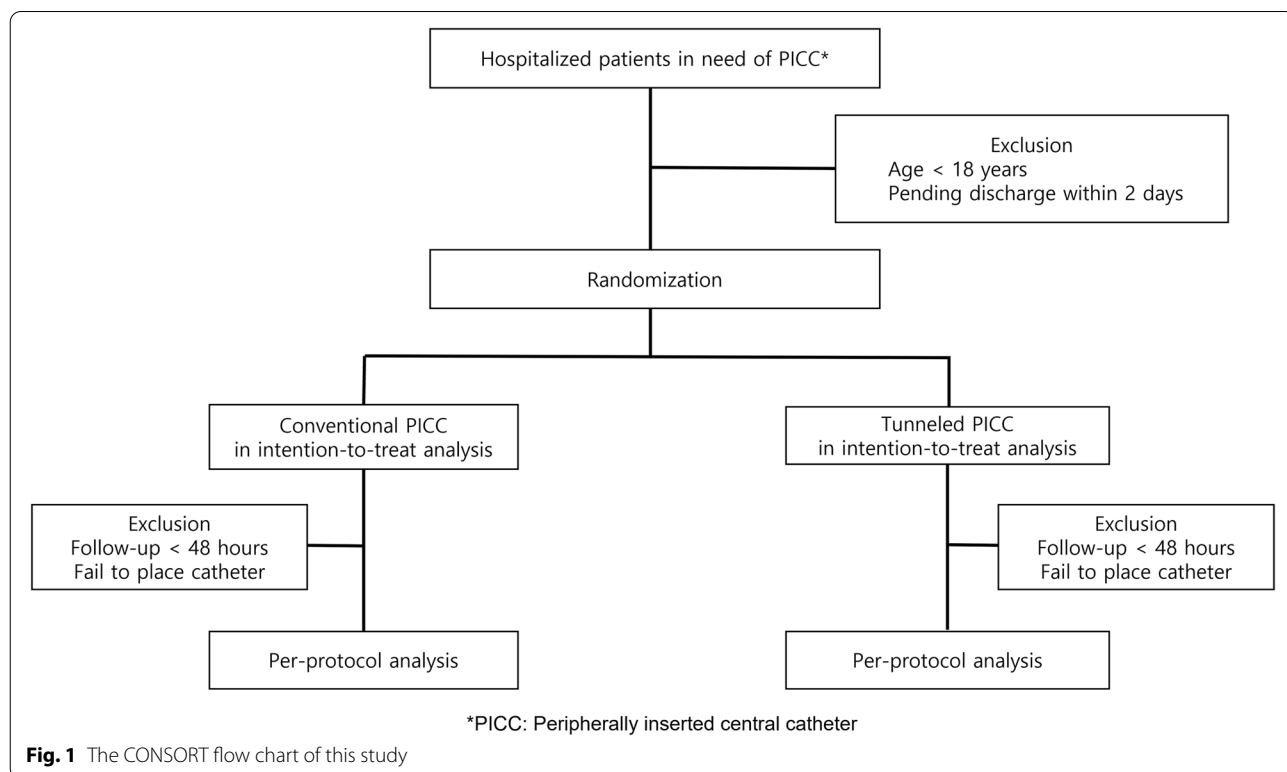 Hospitalized patients in need of PICC*
Exclusion
Age < 18 years
Pending discharge within 2 days
Randomization
Conventional PICC
in intention-to-treat analysis
Tunneled PICC
in intention-to-treat analysis
Exclusion
Follow-up < 48 hours
Fail to place catheter
Exclusion
Follow-up < 48 hours
Fail to place catheter
Per-protocol analysis
Per-protocol analysis
*PICC: Peripherally inserted central catheter
Fig. 1 The CONSORT flow chart of this study